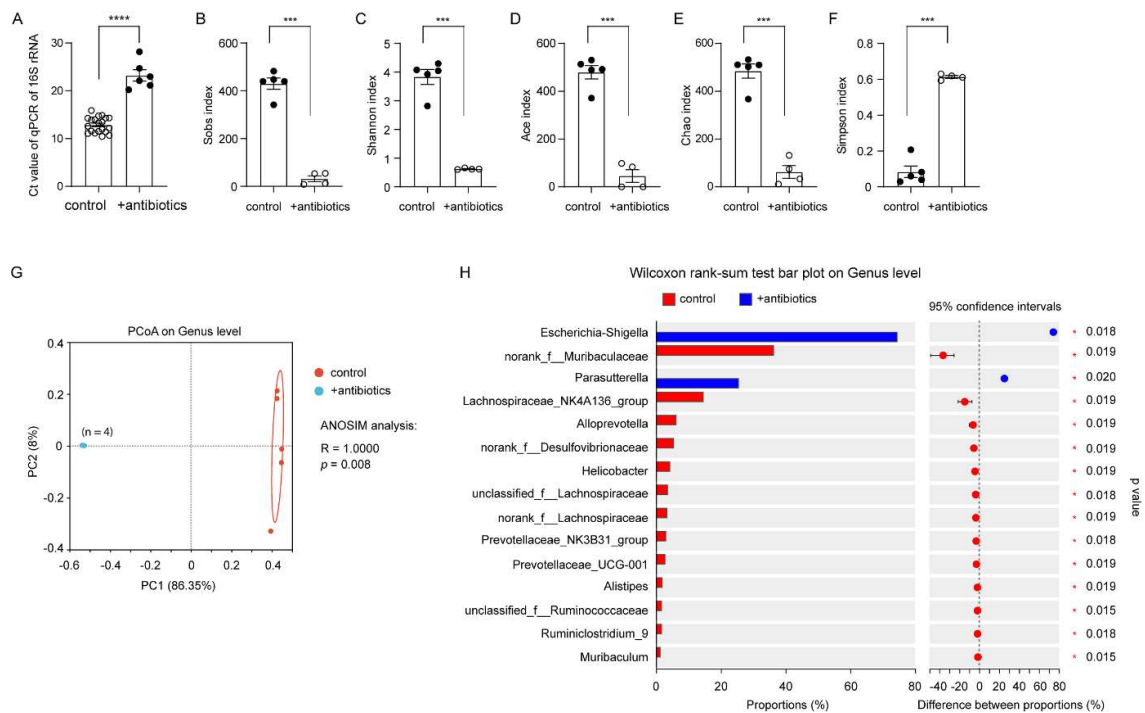 A
****
Ct value of qPCR of 16S rRNA
30
20
10
0
control +antibiotics
B
***
Sobs index
600
400
200
0
control +antibiotics
C
***
Shannon index
5
4
3
2
1
0
control +antibiotics
D
***
Ace index
600
400
200
0
control +antibiotics
E
***
Chao index
600
400
200
0
control +antibiotics
F
***
Simpson index
0.8
0.6
0.4
0.2
0
control +antibiotics
G
PCoA on Genus level
PC2 (8%)
0.4
0.2
0
-0.2
-0.4
(n = 4)
-0.6 -0.4 -0.2 0 0.2 0.4
PC1 (86.35%)
control
+antibiotics
ANOSIM analysis:
R = 1.0000
p = 0.008
H
Wilcoxon rank-sum test bar plot on Genus level
control +antibiotics
95% confidence intervals
Escherichia-Shigella * 0.018
norank_f__Muribaculaceae * 0.019
Parasutterella * 0.020
Lachnospiraceae_NK4A136_group * 0.019
Alloprevotella * 0.019
norank_f__Desulfovibrionaceae * 0.019
Helicobacter * 0.019
unclassified_f__Lachnospiraceae * 0.018
norank_f__Lachnospiraceae * 0.019
Prevotellaceae_NK3B31_group * 0.018
Prevotellaceae_UCG-001 * 0.019
Alistipes * 0.019
unclassified_f__Ruminococcaceae * 0.015
Ruminiclostridium_9 * 0.018
Muribaculum * 0.015
p value
0 20 40 60 80
Proportions (%)
-40 -20 0 20 40 60 80
Difference between proportions (%)